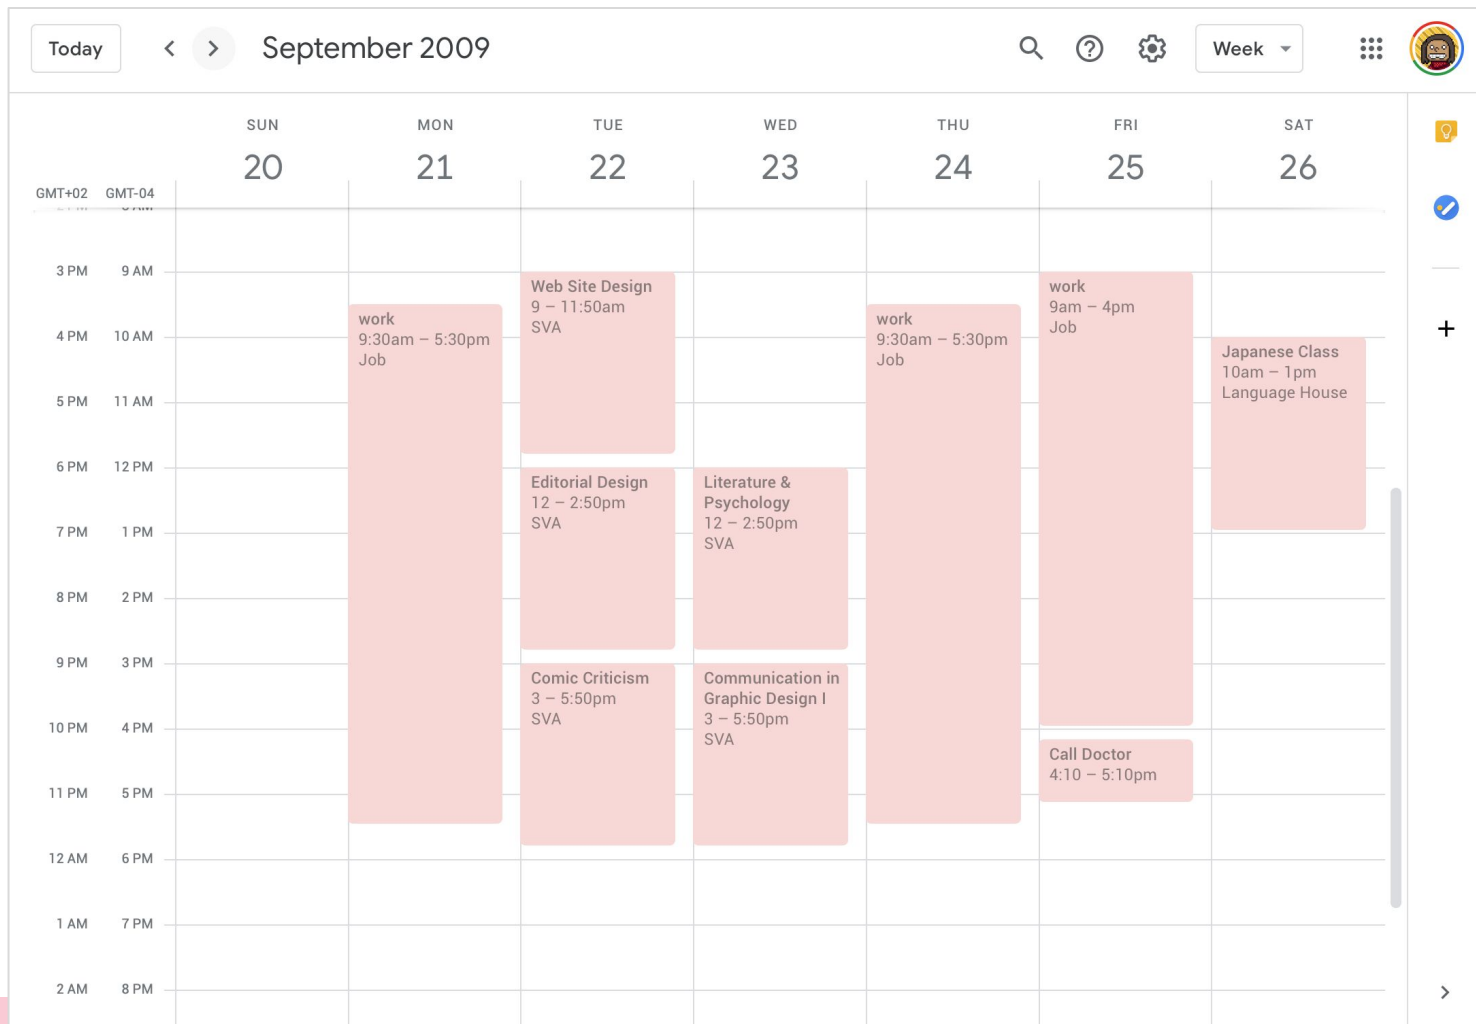 Today
September 2009
Week
SUN MON TUE WED THU FRI SAT
20 21 22 23 24 25 26
GMT+02 GMT-04
3 PM 9 AM
4 PM 10 AM
5 PM 11 AM
6 PM 12 PM
7 PM 1 PM
8 PM 2 PM
9 PM 3 PM
10 PM 4 PM
11 PM 5 PM
12 AM 6 PM
1 AM 7 PM
2 AM 8 PM
work
9:30am – 5:30pm
Job
Web Site Design
9 – 11:50am
SVA
Editorial Design
12 – 2:50pm
SVA
Comic Criticism
3 – 5:50pm
SVA
Literature &
Psychology
12 – 2:50pm
SVA
Communication in
Graphic Design I
3 – 5:50pm
SVA
work
9:30am – 5:30pm
Job
work
9am – 4pm
Job
Call Doctor
4:10 – 5:10pm
Japanese Class
10am – 1pm
Language House